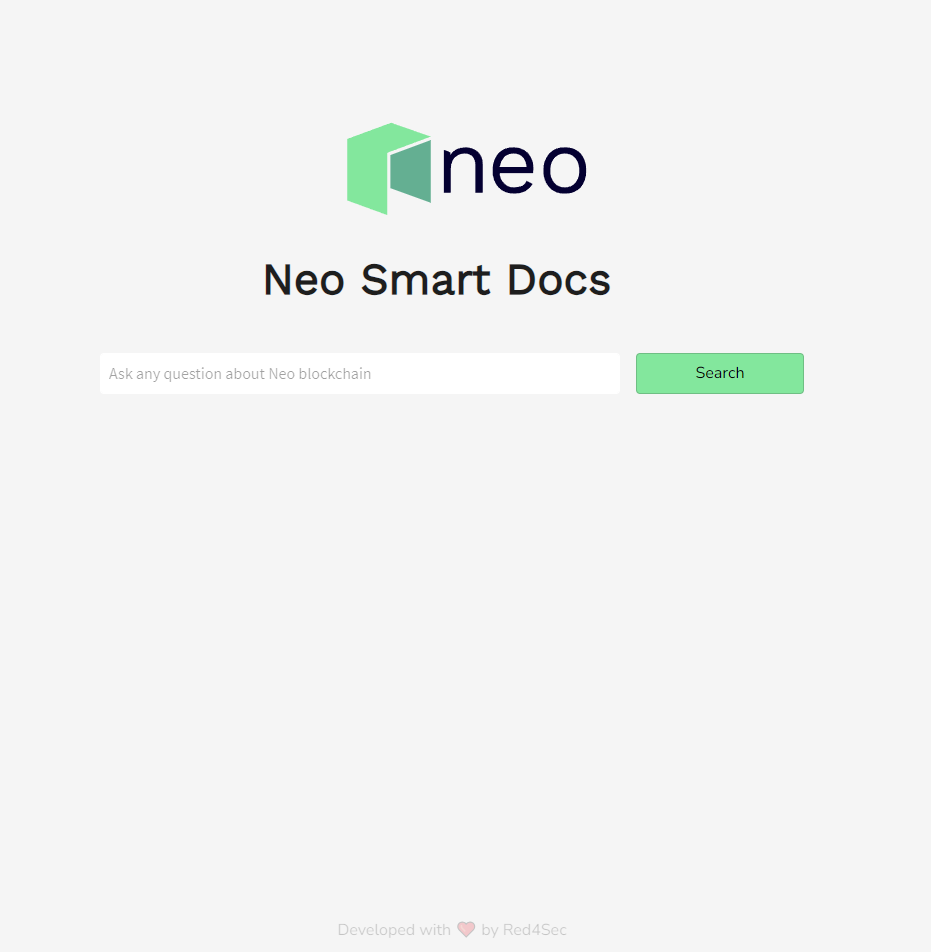 neo
Neo Smart Docs
Ask any question about Neo blockchain
Search
Developed with ❤️ by Red4Sec